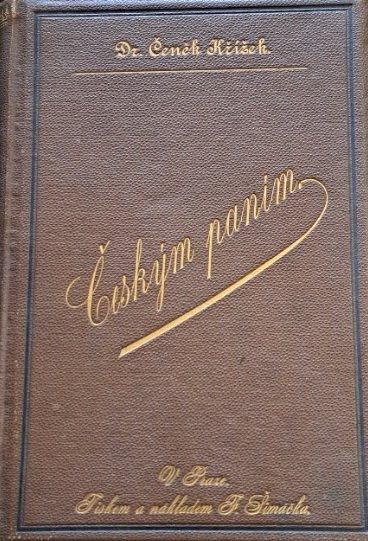 Dr. Čeněk Křížek.
Českým paním.
V Praze.
Tiskem a nákladem F. Šimáčka.